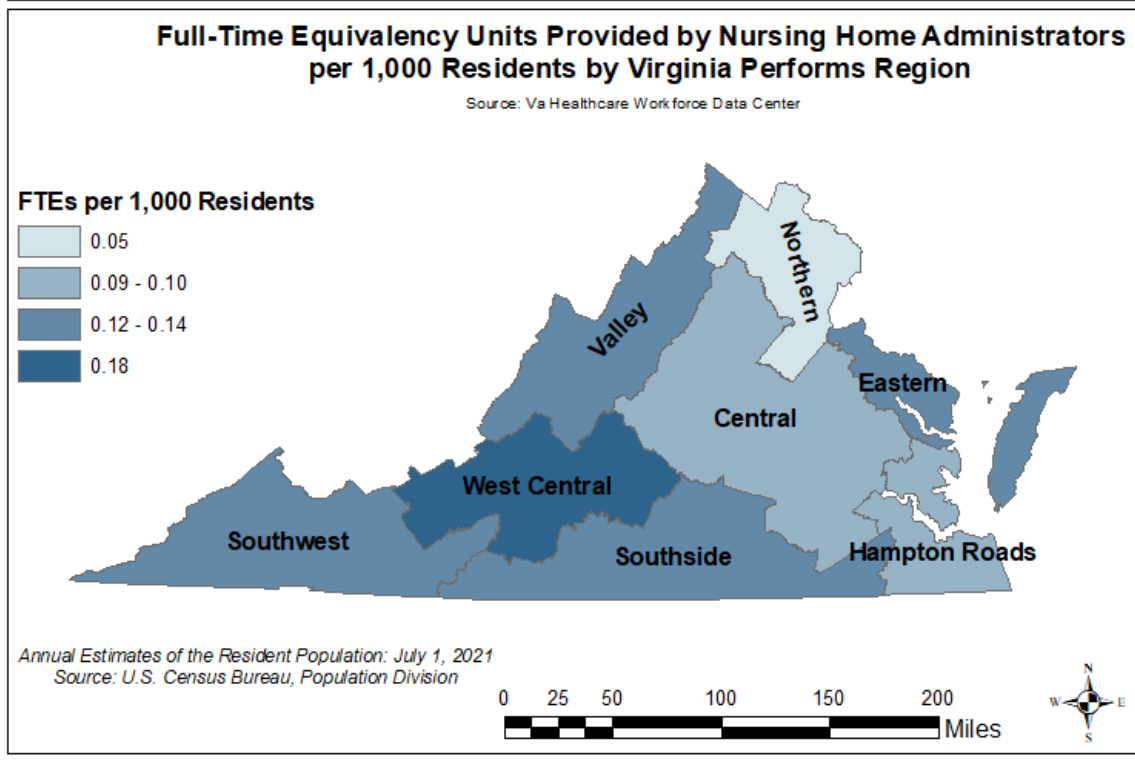 Full-Time Equivalency Units Provided by Nursing Home Administrators
per 1,000 Residents by Virginia Performs Region
Source: Va Healthcare Workforce Data Center
FTEs per 1,000 Residents
0.05
0.09 - 0.10
0.12 - 0.14
0.18
Northern
Valley
Eastern
Central
West Central
Southwest
Southside
Hampton Roads
Annual Estimates of the Resident Population: July 1, 2021
Source: U.S. Census Bureau, Population Division
0 25 50 100 150 200
Miles
N
W E
S